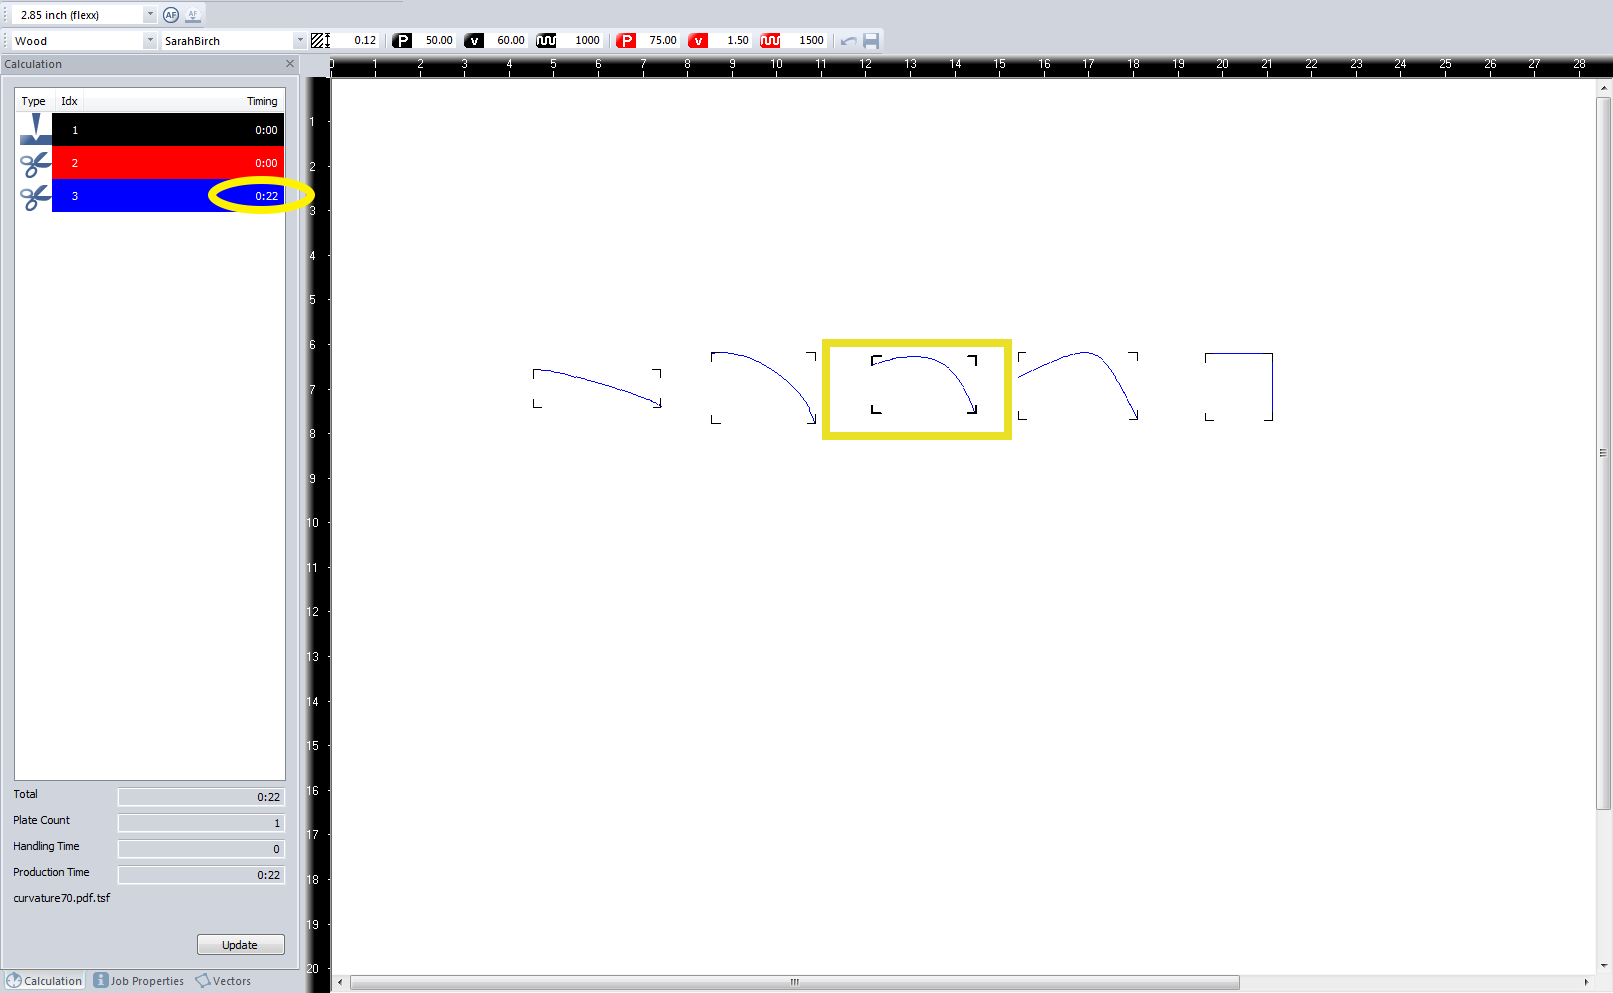 2.85 inch (flexx) AF AF
Wood SarahBirch 0.12 P 50.00 v 60.00 1000 P 75.00 v 1.50 1500
Calculation
0 1 2 3 4 5 6 7 8 9 10 11 12 13 14 15 16 17 18 19 20 21 22 23 24 25 26 27 28
Type Idx Timing
1 0:00
2 0:00
3 0:22
1
2
3
4
5
6
7
8
9
10
11
12
13
14
15
16
17
18
19
20
Total 0:22
Plate Count 1
Handling Time 0
Production Time 0:22
curvature70.pdf.tsf
Update
Calculation Job Properties Vectors